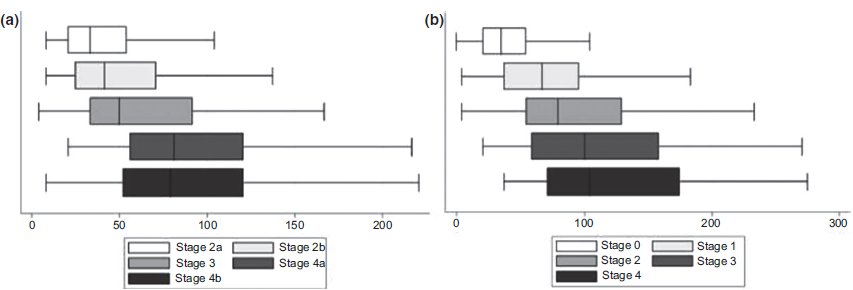 (a)
0 50 100 150 200
Stage 2a Stage 2b
Stage 3 Stage 4a
Stage 4b
(b)
0 100 200 300
Stage 0 Stage 1
Stage 2 Stage 3
Stage 4